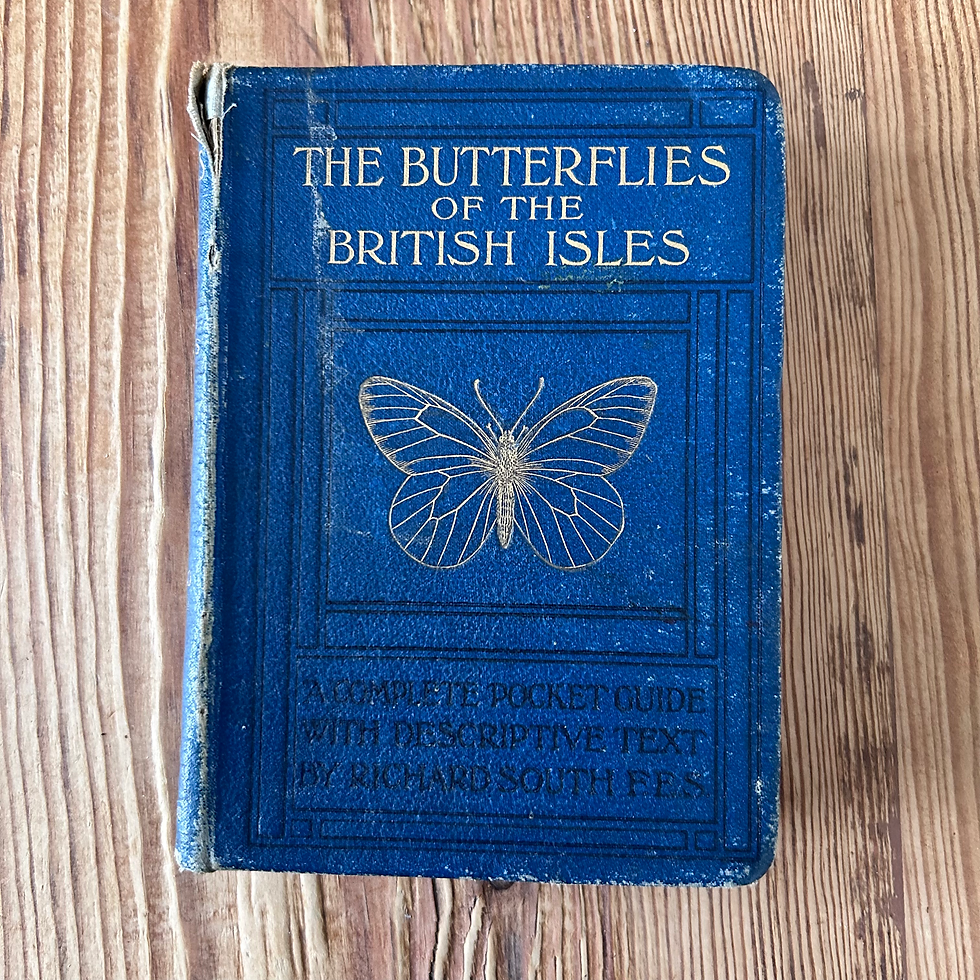 THE BUTTERFLIES
OF THE
BRITISH ISLES
A COMPLETE POCKET GUIDE
WITH DESCRIPTIVE TEXT
BY RICHARD SOUTH F.E.S.